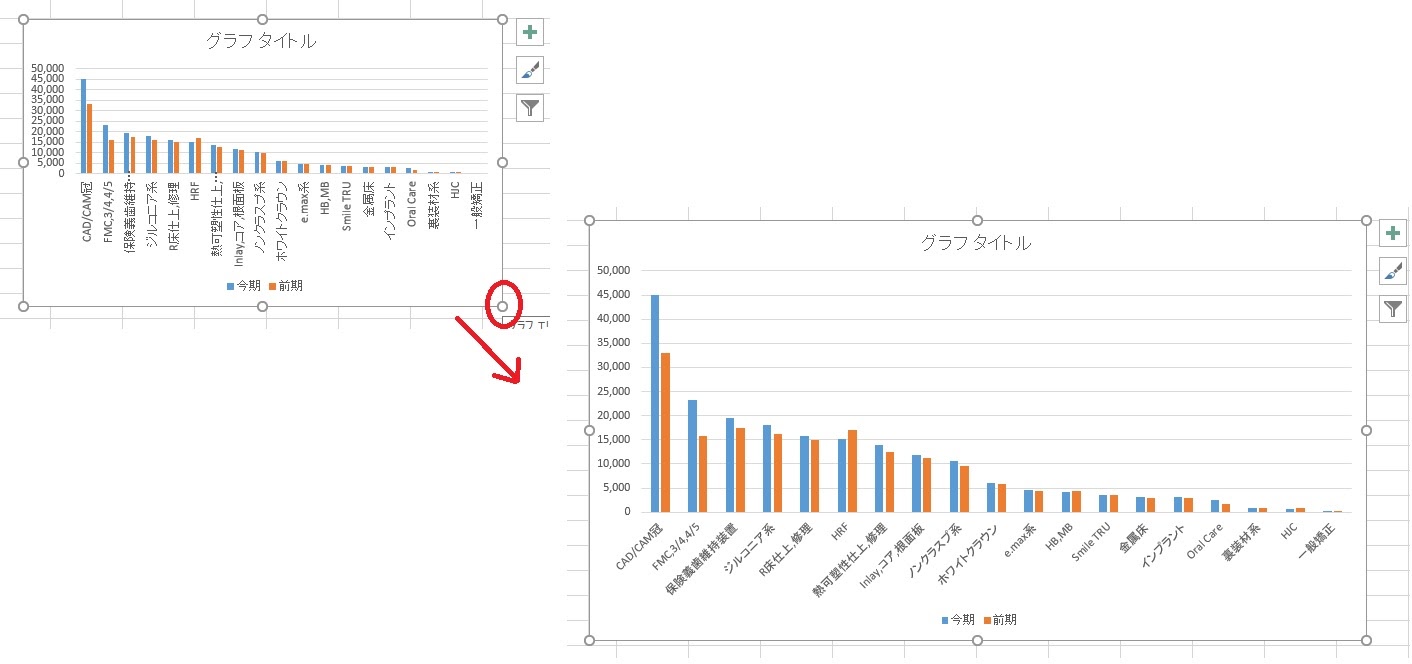 グラフ タイトル
50,000
45,000
40,000
35,000
30,000
25,000
20,000
15,000
10,000
5,000
0
CAD/CAM冠
FMC,3/4,4/5
保険義歯維持…
ジルコニア系
R床仕上,修理
HRF
熱可塑性仕上,…
Inlay,コア,根面板
ノンクラスプ系
ホワイトクラウン
e.max系
HB,MB
Smile TRU
金属床
インプラント
Oral Care
裏装材系
HJC
一般矯正
今期 前期
グラフ エリ
グラフ タイトル
50,000
45,000
40,000
35,000
30,000
25,000
20,000
15,000
10,000
5,000
0
CAD/CAM冠
FMC,3/4,4/5
保険義歯維持装置
ジルコニア系
R床仕上,修理
HRF
熱可塑性仕上,修理
Inlay,コア,根面板
ノンクラスプ系
ホワイトクラウン
e.max系
HB,MB
Smile TRU
金属床
インプラント
Oral Care
裏装材系
HJC
一般矯正
今期 前期